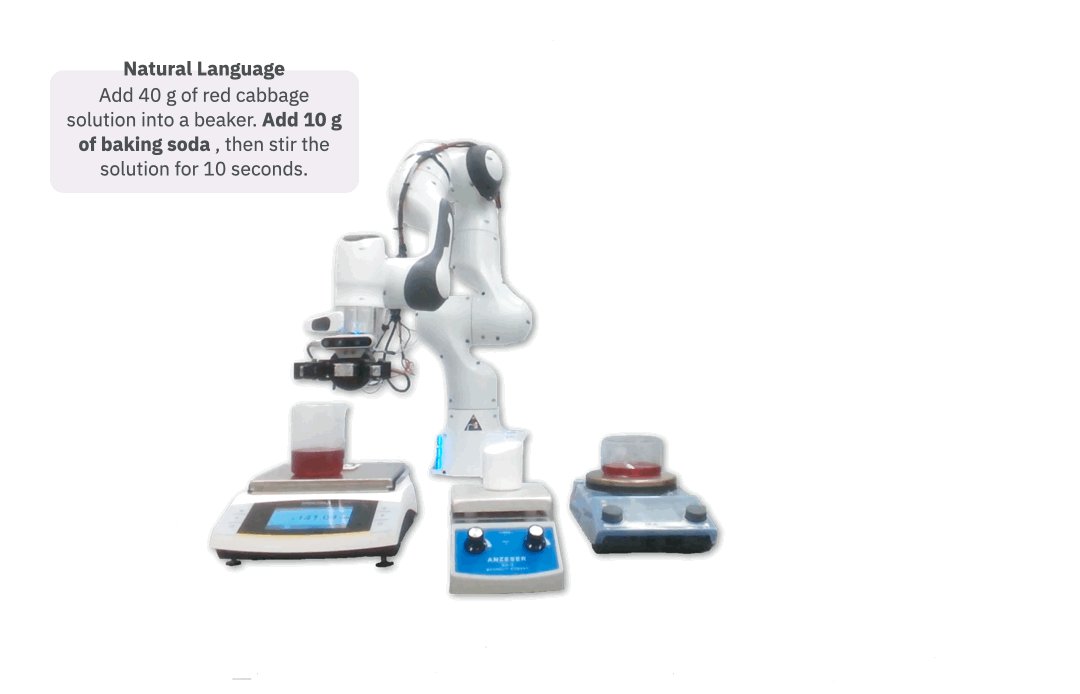 Natural Language
Add 40 g of red cabbage
solution into a beaker. Add 10 g
of baking soda , then stir the
solution for 10 seconds.
ANZESER